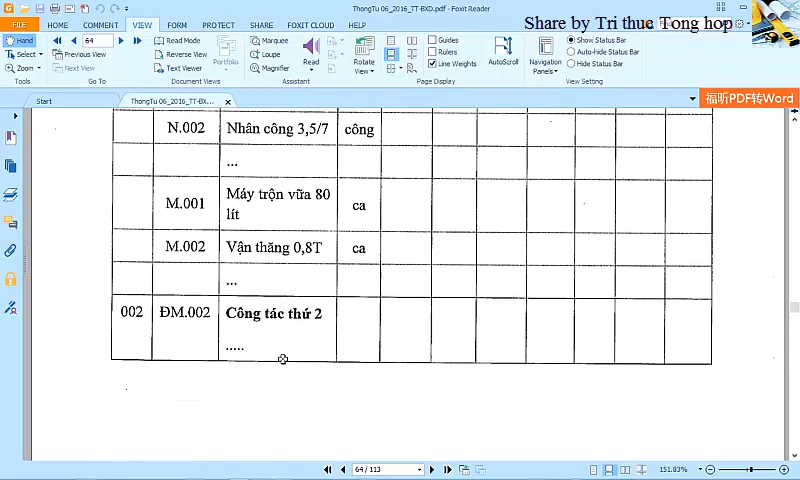 ThongTu 06_2016_TT-BXD.pdf - Foxit Reader
Share by Tri thuc Tong hop
FILE HOME COMMENT VIEW FORM PROTECT SHARE FOXIT CLOUD HELP
Hand
Select
Zoom
Tools
64
Previous View
Next View
Go To
Read Mode
Reverse View
Text Viewer
Portfolio
Document Views
Marquee
Loupe
Magnifier
Read
Assistant
Rotate View
Guides
Rulers
Line Weights
Page Display
AutoScroll
Navigation Panels
Show Status Bar
Auto-hide Status Bar
Hide Status Bar
View Setting
Start
ThongTu 06_2016_TT-BX...
福昕PDF转Word
N.002 Nhân công 3,5/7 công
...
M.001 Máy trộn vữa 80 lít ca
M.002 Vận thăng 0,8T ca
...
002 ĐM.002 Công tác thứ 2
.....
64 / 113
151.83%